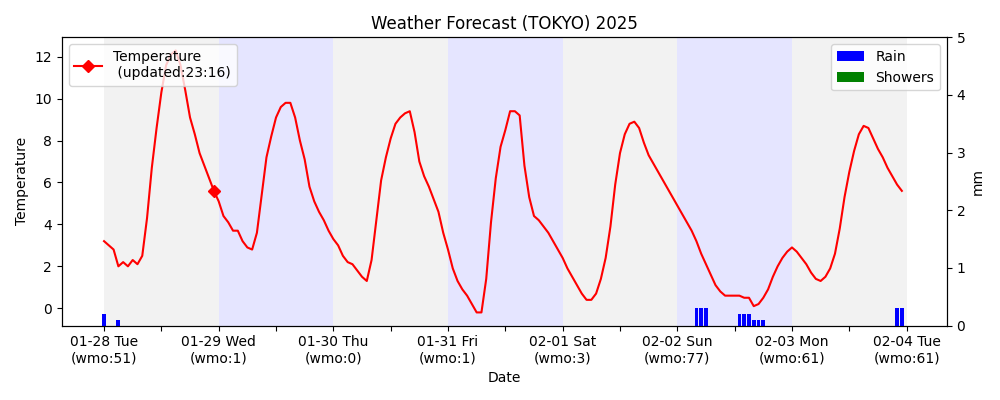 Weather Forecast (TOKYO) 2025
Temperature
(updated:23:16)
Rain
Showers
Temperature
12
10
8
6
4
2
0
5
4
3
2
1
0
mm
01-28 Tue
(wmo:51)
01-29 Wed
(wmo:1)
01-30 Thu
(wmo:0)
01-31 Fri
(wmo:1)
02-01 Sat
(wmo:3)
02-02 Sun
(wmo:77)
02-03 Mon
(wmo:61)
02-04 Tue
(wmo:61)
Date